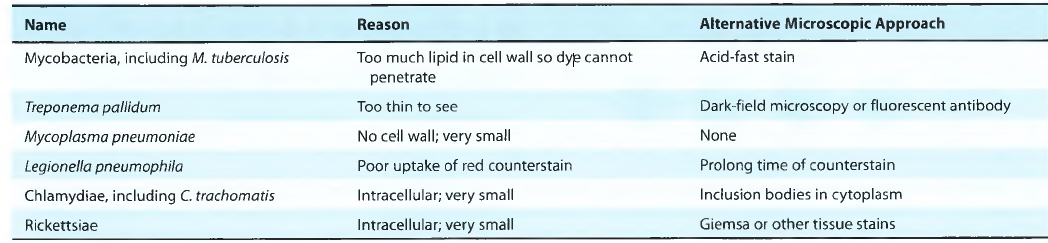 Name Reason Alternative Microscopic Approach
Mycobacteria, including M. tuberculosis Too much lipid in cell wall so dye cannot Acid-fast stain
penetrate
Treponema pallidum Too thin to see Dark-field microscopy or fluorescent antibody
Mycoplasma pneumoniae No cell wall; very small None
Legionella pneumophila Poor uptake of red counterstain Prolong time of counterstain
Chlamydiae, including C. trachomatis Intracellular; very small Inclusion bodies in cytoplasm
Rickettsiae Intracellular; very small Giemsa or other tissue stains